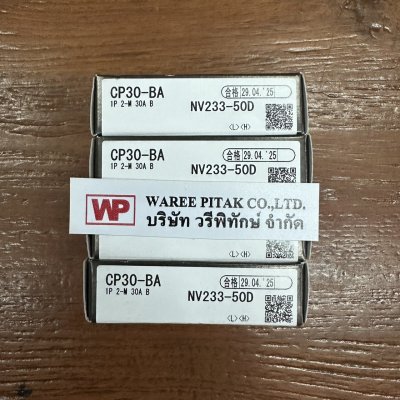 CP30-BA
1P 2-M 30A B
合格 29.04.'25
NV233-50D
<L> <H>
CP30-BA
1P 2-M 30A B
合格 29.04.'25
NV233-50D
WP
WAREE PITAK CO.,LTD.
บริษัท วรีพิทักษ์ จำกัด
<L> <H>
CP30-BA
1P 2-M 30A B
合格 29.04.'25
NV233-50D
<L> <H>